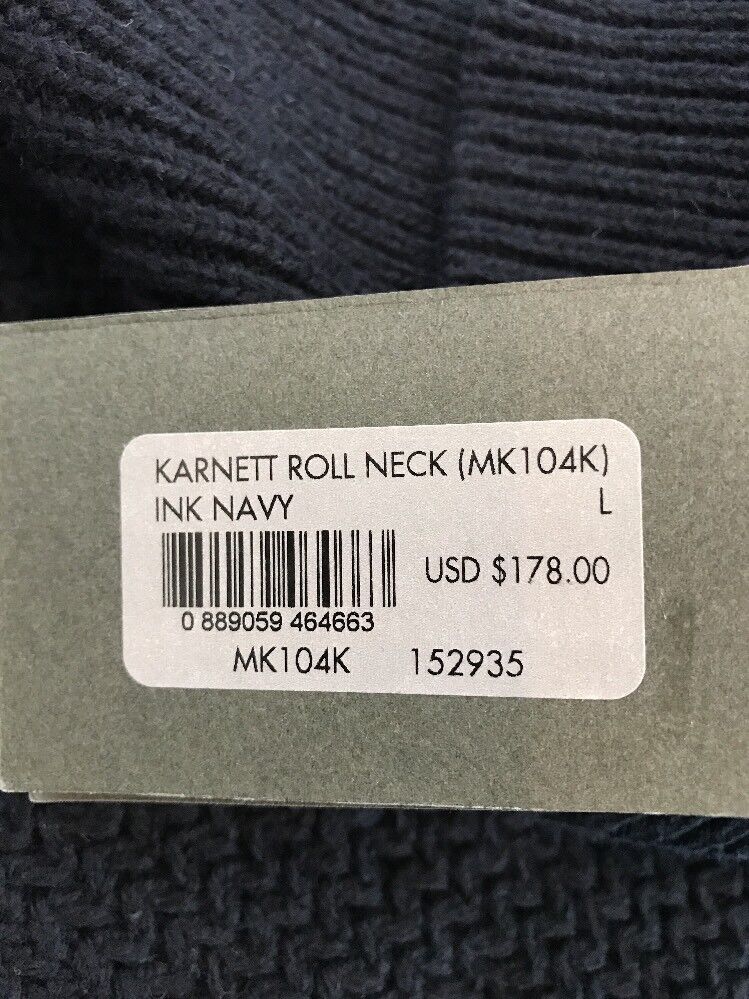 KARNETT ROLL NECK (MK104K)
INK NAVY L
USD $178.00
0 889059 464663
MK104K 152935